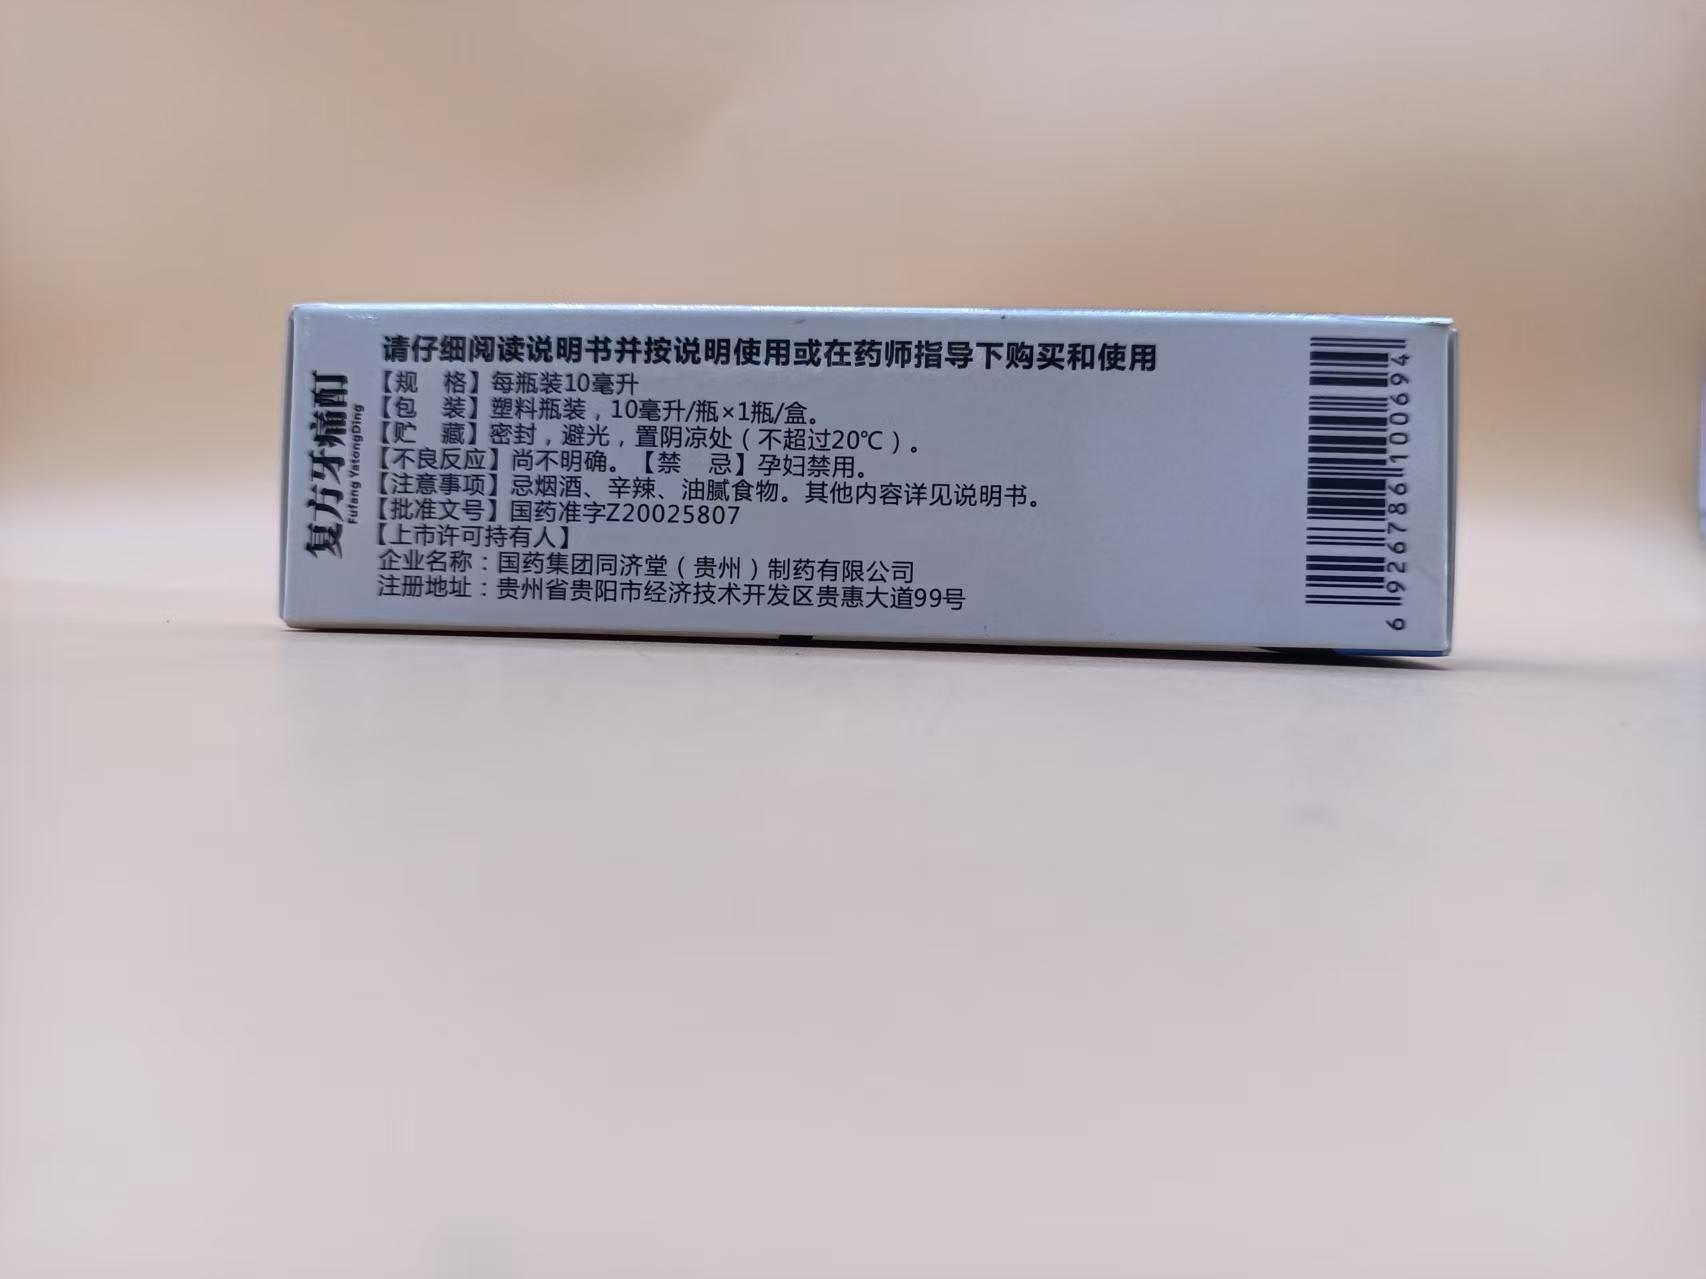 复方牙痛酊
Fufang YatongDing
请仔细阅读说明书并按说明使用或在药师指导下购买和使用
【规　格】每瓶装10毫升
【包　装】塑料瓶装，10毫升/瓶×1瓶/盒。
【贮　藏】密封，避光，置阴凉处（不超过20℃）。
【不良反应】尚不明确。【禁　忌】孕妇禁用。
【注意事项】忌烟酒、辛辣、油腻食物。其他内容详见说明书。
【批准文号】国药准字Z20025807
【上市许可持有人】
企业名称：国药集团同济堂（贵州）制药有限公司
注册地址：贵州省贵阳市经济技术开发区贵惠大道99号
6926786100694